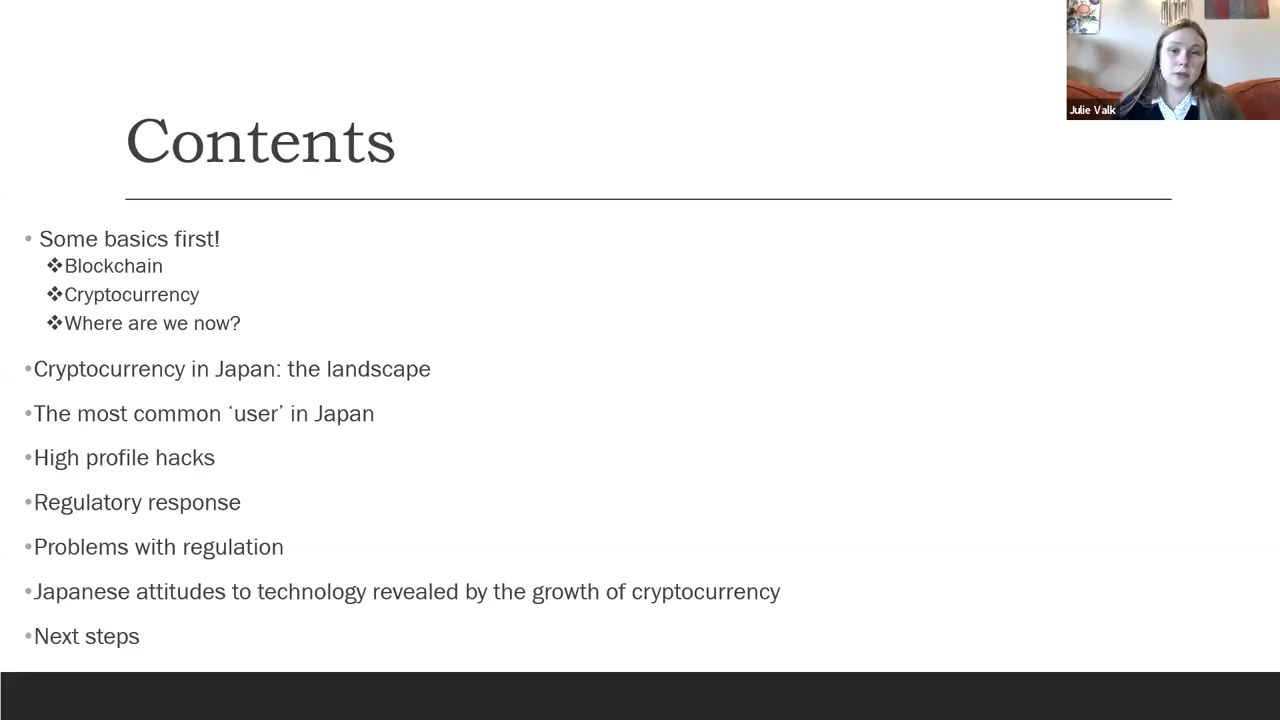 Julie Valk
Contents
• Some basics first!
❖Blockchain
❖Cryptocurrency
❖Where are we now?
•Cryptocurrency in Japan: the landscape
•The most common ‘user’ in Japan
•High profile hacks
•Regulatory response
•Problems with regulation
•Japanese attitudes to technology revealed by the growth of cryptocurrency
•Next steps